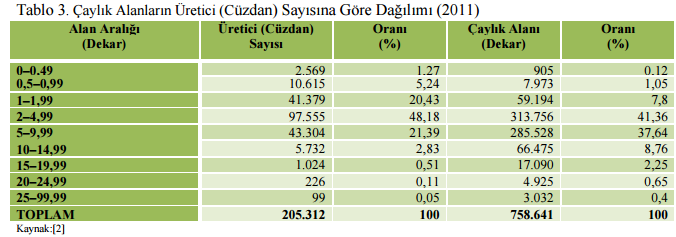 Tablo 3. Çaylık Alanların Üretici (Cüzdan) Sayısına Göre Dağılımı (2011)
Alan Aralığı (Dekar) Üretici (Cüzdan) Sayısı Oranı (%) Çaylık Alanı (Dekar) Oranı (%)
0–0.49 2.569 1.27 905 0.12
0,5–0,99 10.615 5,24 7.973 1,05
1–1,99 41.379 20,43 59.194 7,8
2–4,99 97.555 48,18 313.756 41,36
5–9,99 43.304 21,39 285.528 37,64
10–14,99 5.732 2,83 66.475 8,76
15–19,99 1.024 0,51 17.090 2,25
20–24,99 226 0,11 4.925 0,65
25–99,99 99 0,05 3.032 0,4
TOPLAM 205.312 100 758.641 100
Kaynak:[2]